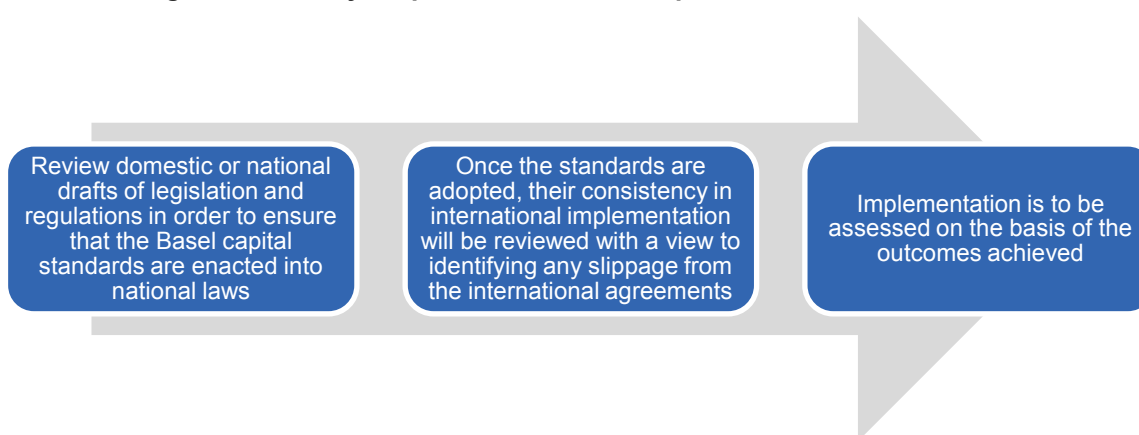 Review domestic or national
drafts of legislation and
regulations in order to ensure
that the Basel capital
standards are enacted into
national laws
Once the standards are
adopted, their consistency in
international implementation
will be reviewed with a view to
identifying any slippage from
the international agreements
Implementation is to be
assessed on the basis of the
outcomes achieved